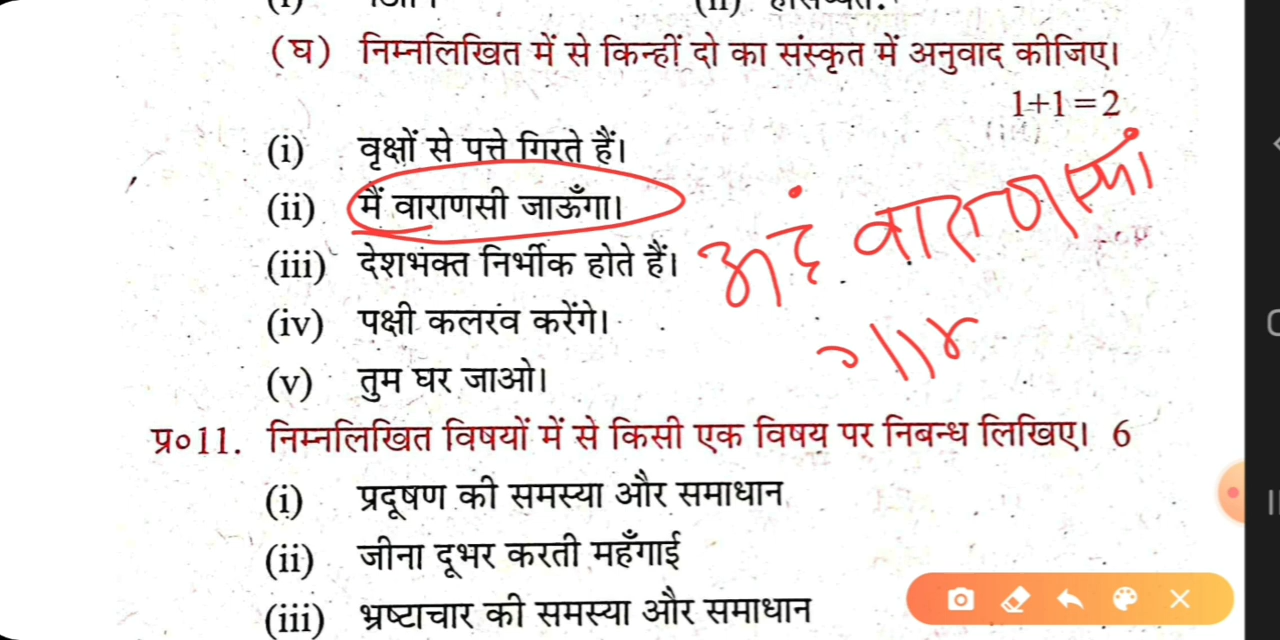 (घ) निम्नलिखित में से किन्हीं दो का संस्कृत में अनुवाद कीजिए।
1+1=2
(i) वृक्षों से पत्ते गिरते हैं।
(ii) मैं वाराणसी जाऊँगा।
अहं वाराणस्यां
(iii) देशभक्त निर्भीक होते हैं।
(iv) पक्षी कलरव करेंगे।
(v) तुम घर जाओ।
प्र०11. निम्नलिखित विषयों में से किसी एक विषय पर निबन्ध लिखिए। 6
(i) प्रदूषण की समस्या और समाधान
(ii) जीना दूभर करती महँगाई
(iii) भ्रष्टाचार की समस्या और समाधान